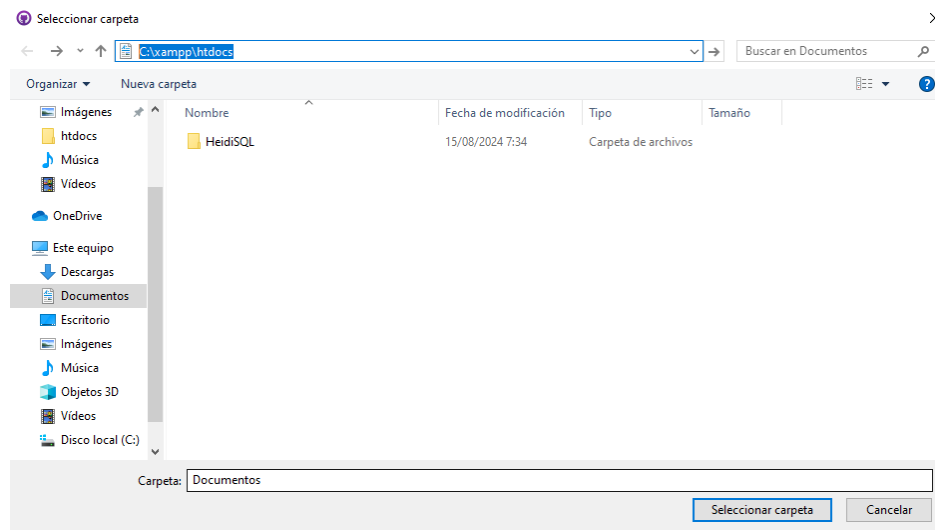 Seleccionar carpeta
C:\xampp\htdocs
Buscar en Documentos
Organizar
Nueva carpeta
?
Imágenes
htdocs
Música
Vídeos
OneDrive
Este equipo
Descargas
Documentos
Escritorio
Imágenes
Música
Objetos 3D
Vídeos
Disco local (C:)
Nombre Fecha de modificación Tipo Tamaño
HeidiSQL 15/08/2024 7:34 Carpeta de archivos
Carpeta: Documentos
Seleccionar carpeta Cancelar